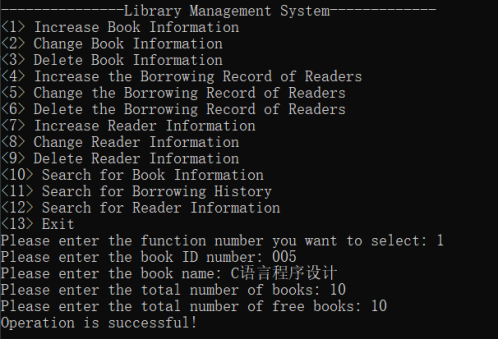 ---------------Library Management System-------------
<1> Increase Book Information
<2> Change Book Information
<3> Delete Book Information
<4> Increase the Borrowing Record of Readers
<5> Change the Borrowing Record of Readers
<6> Delete the Borrowing Record of Readers
<7> Increase Reader Information
<8> Change Reader Information
<9> Delete Reader Information
<10> Search for Book Information
<11> Search for Borrowing History
<12> Search for Reader Information
<13> Exit
Please enter the function number you want to select: 1
Please enter the book ID number: 005
Please enter the book name: C语言程序设计
Please enter the total number of books: 10
Please enter the total number of free books: 10
Operation is successful!